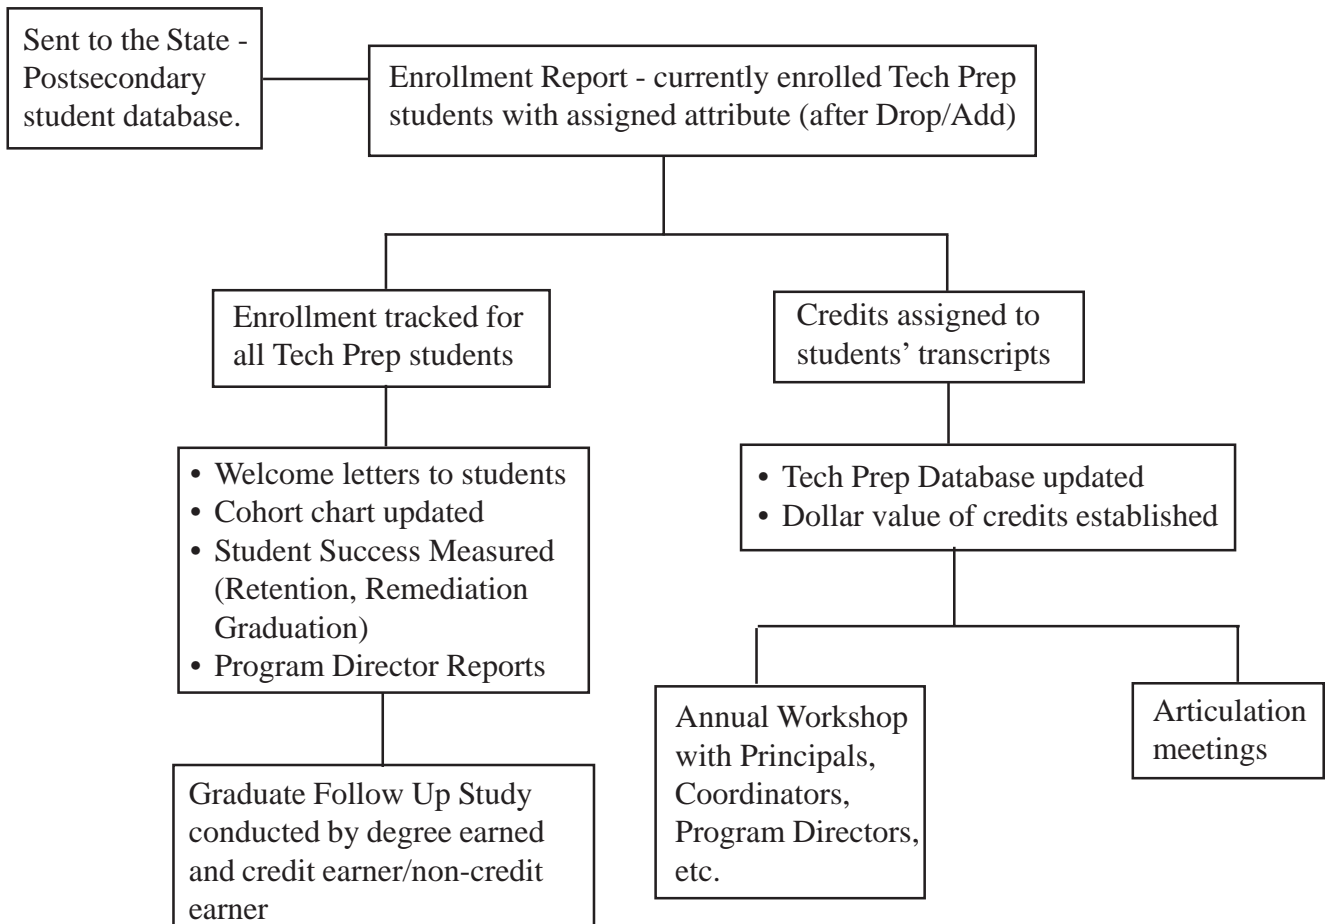 Sent to the State -
Postsecondary
student database.
Enrollment Report - currently enrolled Tech Prep
students with assigned attribute (after Drop/Add)
Enrollment tracked for
all Tech Prep students
Credits assigned to
students’ transcripts
• Welcome letters to students
• Cohort chart updated
• Student Success Measured
(Retention, Remediation
Graduation)
• Program Director Reports
• Tech Prep Database updated
• Dollar value of credits established
Graduate Follow Up Study
conducted by degree earned
and credit earner/non-credit
earner
Annual Workshop
with Principals,
Coordinators,
Program Directors,
etc.
Articulation
meetings